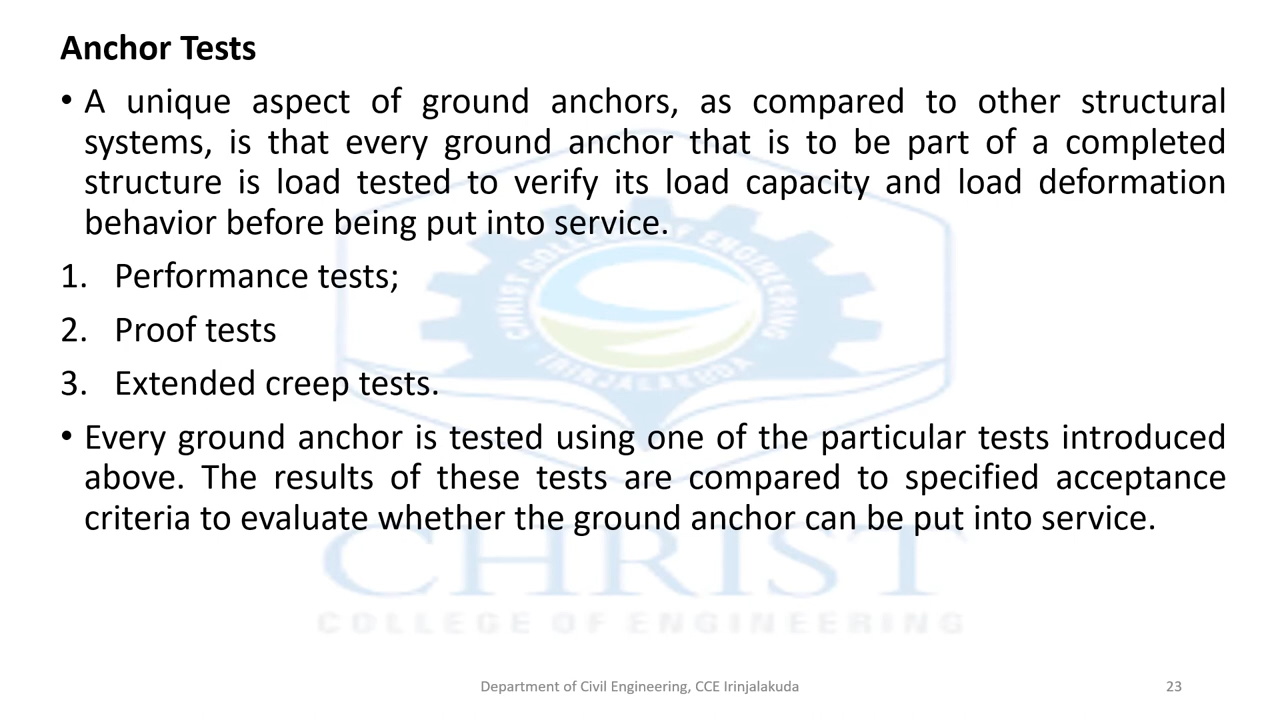 Anchor Tests
• A unique aspect of ground anchors, as compared to other structural
systems, is that every ground anchor that is to be part of a completed
structure is load tested to verify its load capacity and load deformation
behavior before being put into service.
1. Performance tests;
2. Proof tests
3. Extended creep tests.
• Every ground anchor is tested using one of the particular tests introduced
above. The results of these tests are compared to specified acceptance
criteria to evaluate whether the ground anchor can be put into service.
CHRIST COLLEGE OF ENGINEERING
IRINJALAKUDA
CHRIST
COLLEGE OF ENGINEERING
Department of Civil Engineering, CCE Irinjalakuda
23